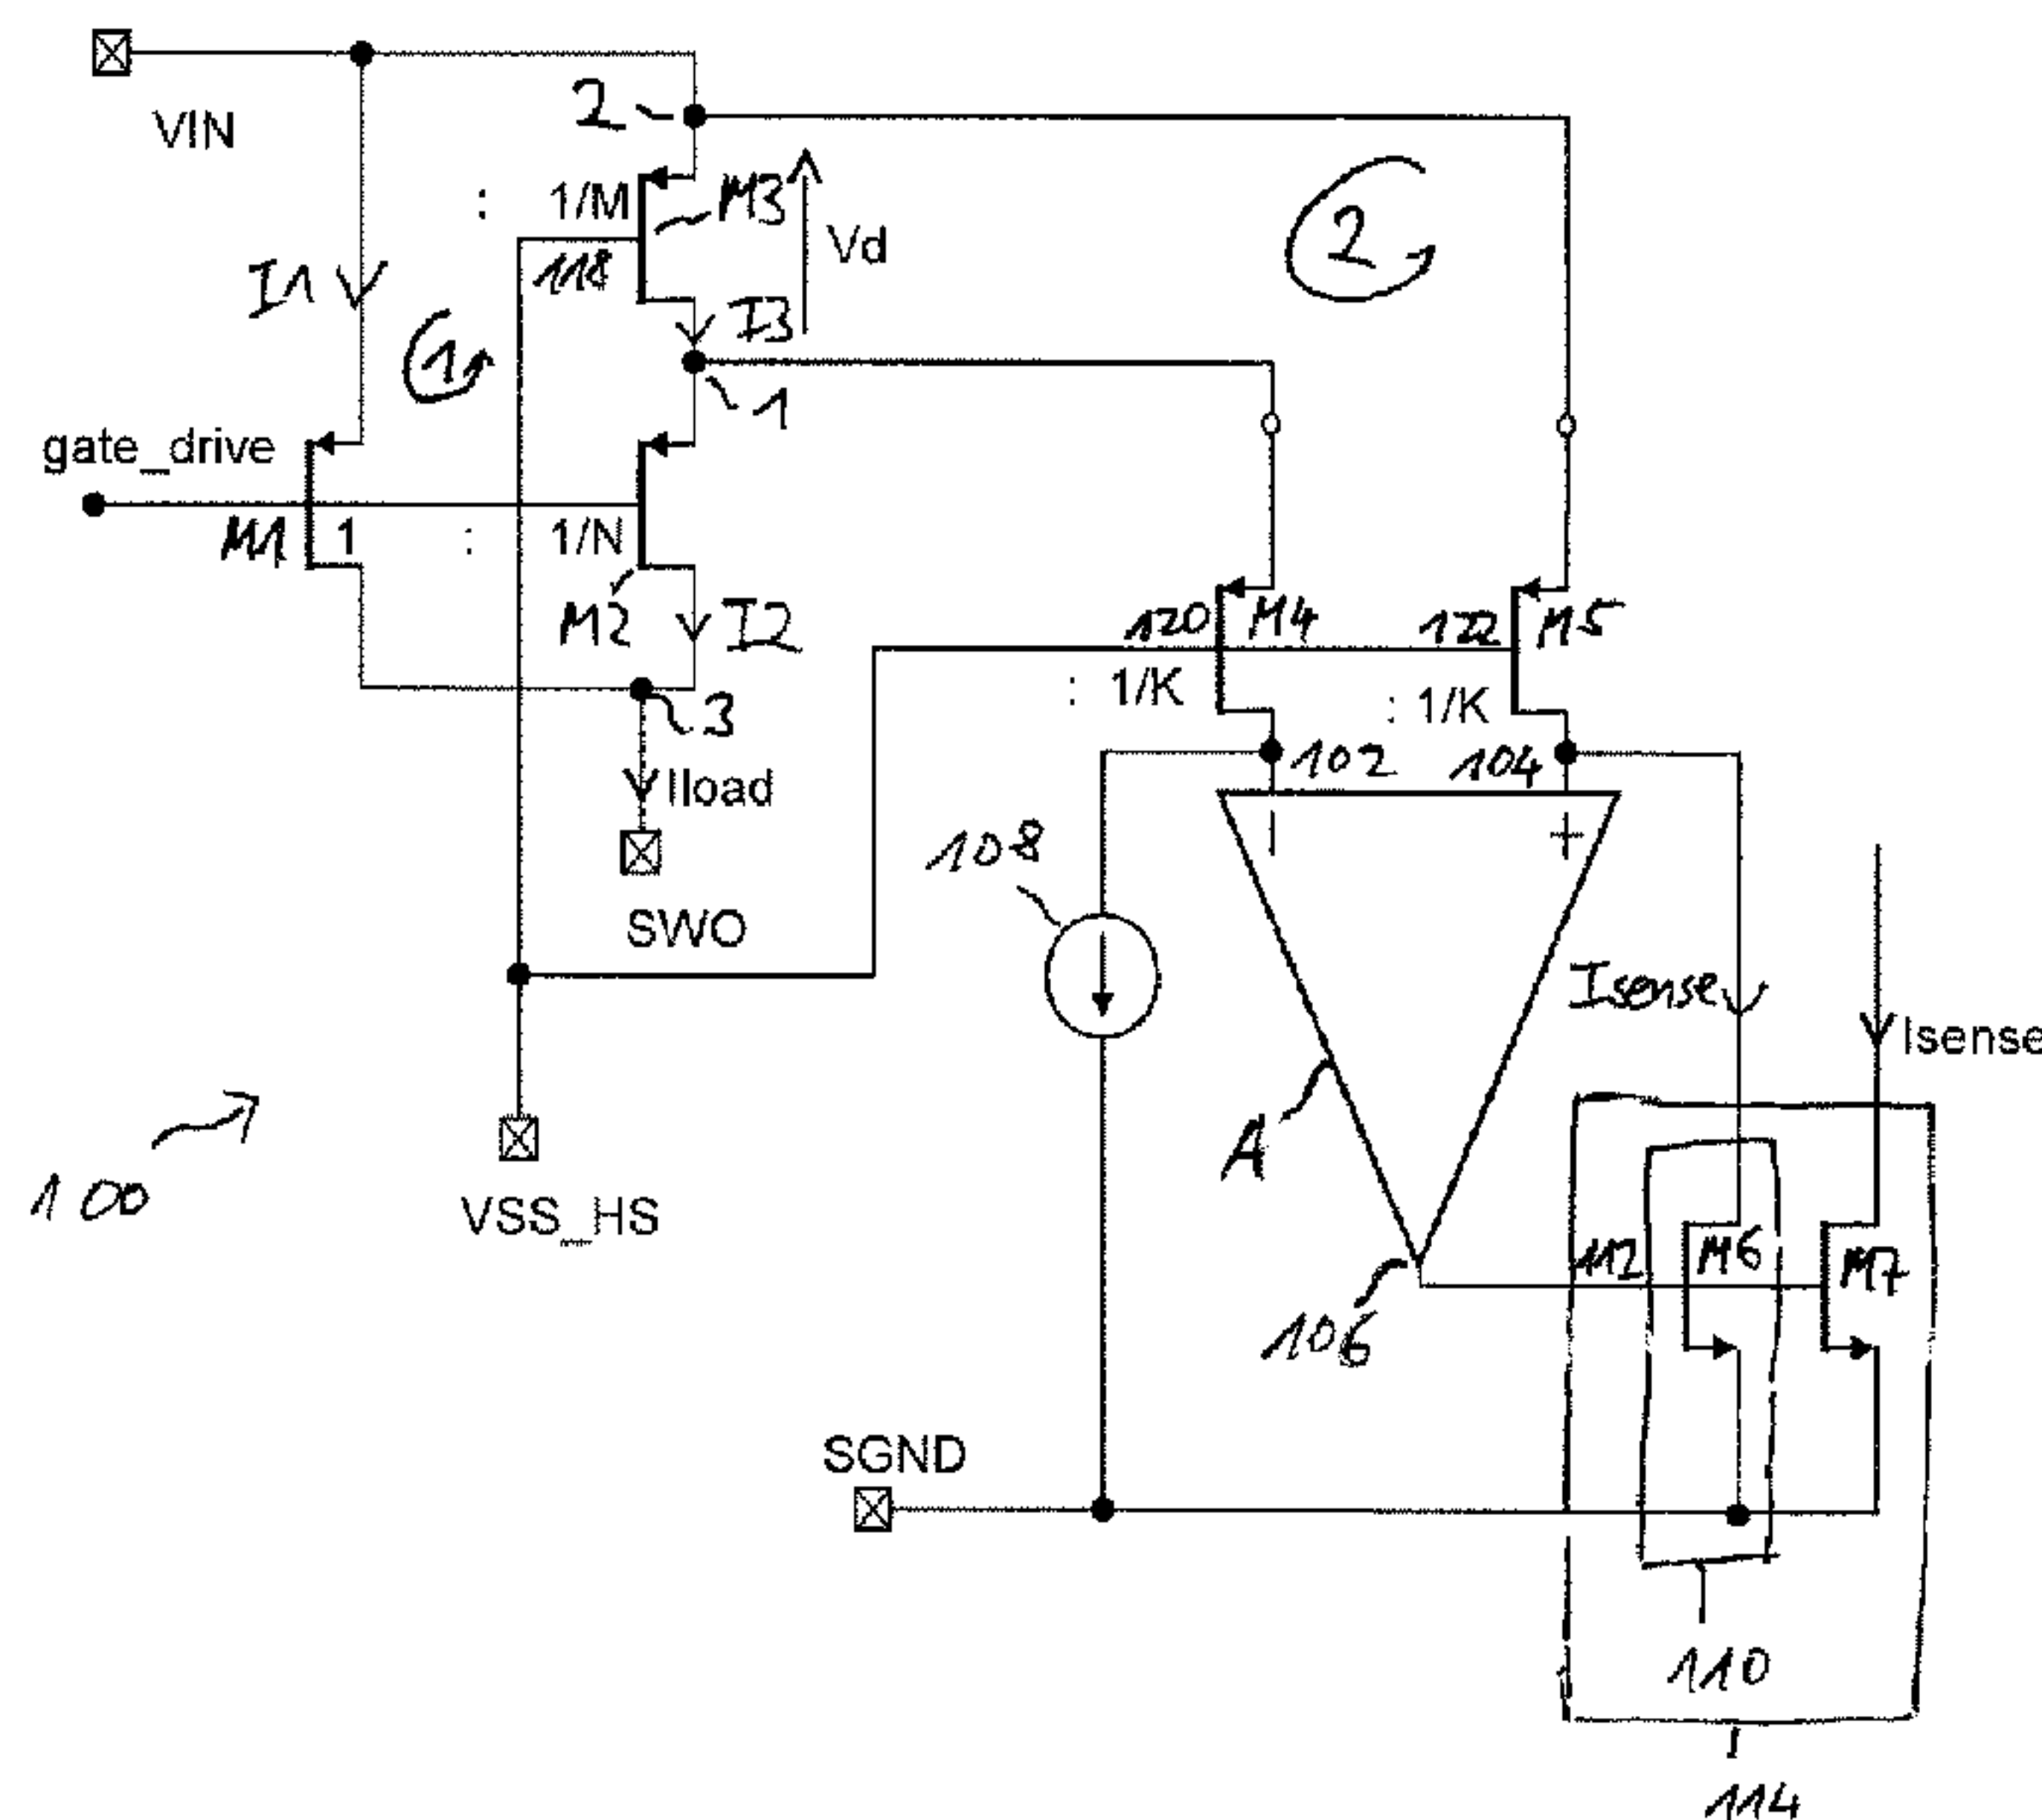 VIN
2
: 1/M
M3
Vd
2
118
I1
I3
1
1
gate_drive
M1 1 : 1/N
M2
I2
120 M4
122 M5
: 1/K
: 1/K
3
Iload
102
104
108
−
+
SWO
Isense
Isense
A
100
VSS_HS
112 M6
M7
106
SGND
110
114